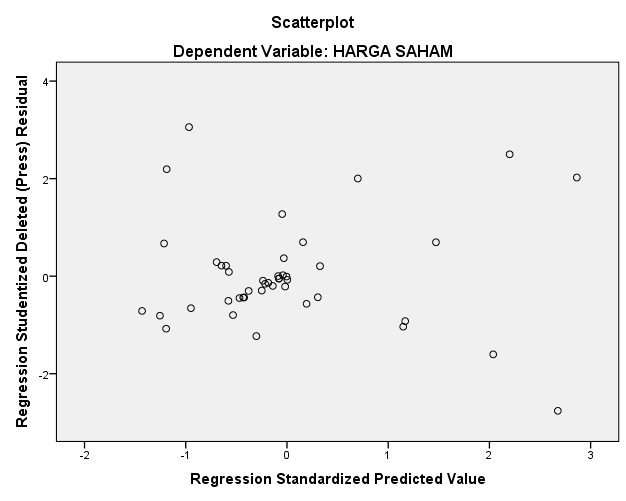 Scatterplot
Dependent Variable: HARGA SAHAM
Regression Studentized Deleted (Press) Residual
4
2
0
-2
-2
-1
0
1
2
3
Regression Standardized Predicted Value